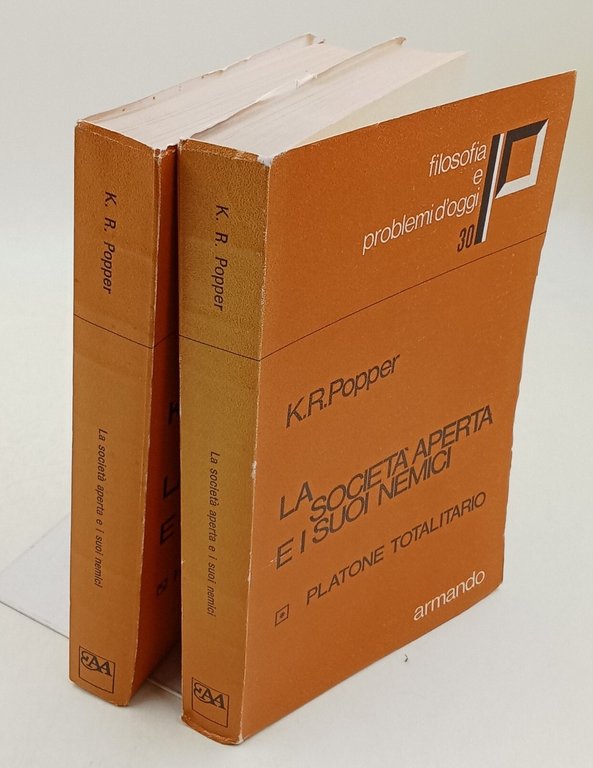 K. R. Popper
La società aperta e i suoi nemici
K. R. Popper
La società aperta e i suoi nemici
filosofia
e
problemi d'oggi
30
K.R.Popper
LA SOCIETA' APERTA
E I SUOI NEMICI
PLATONE TOTALITARIO
armando